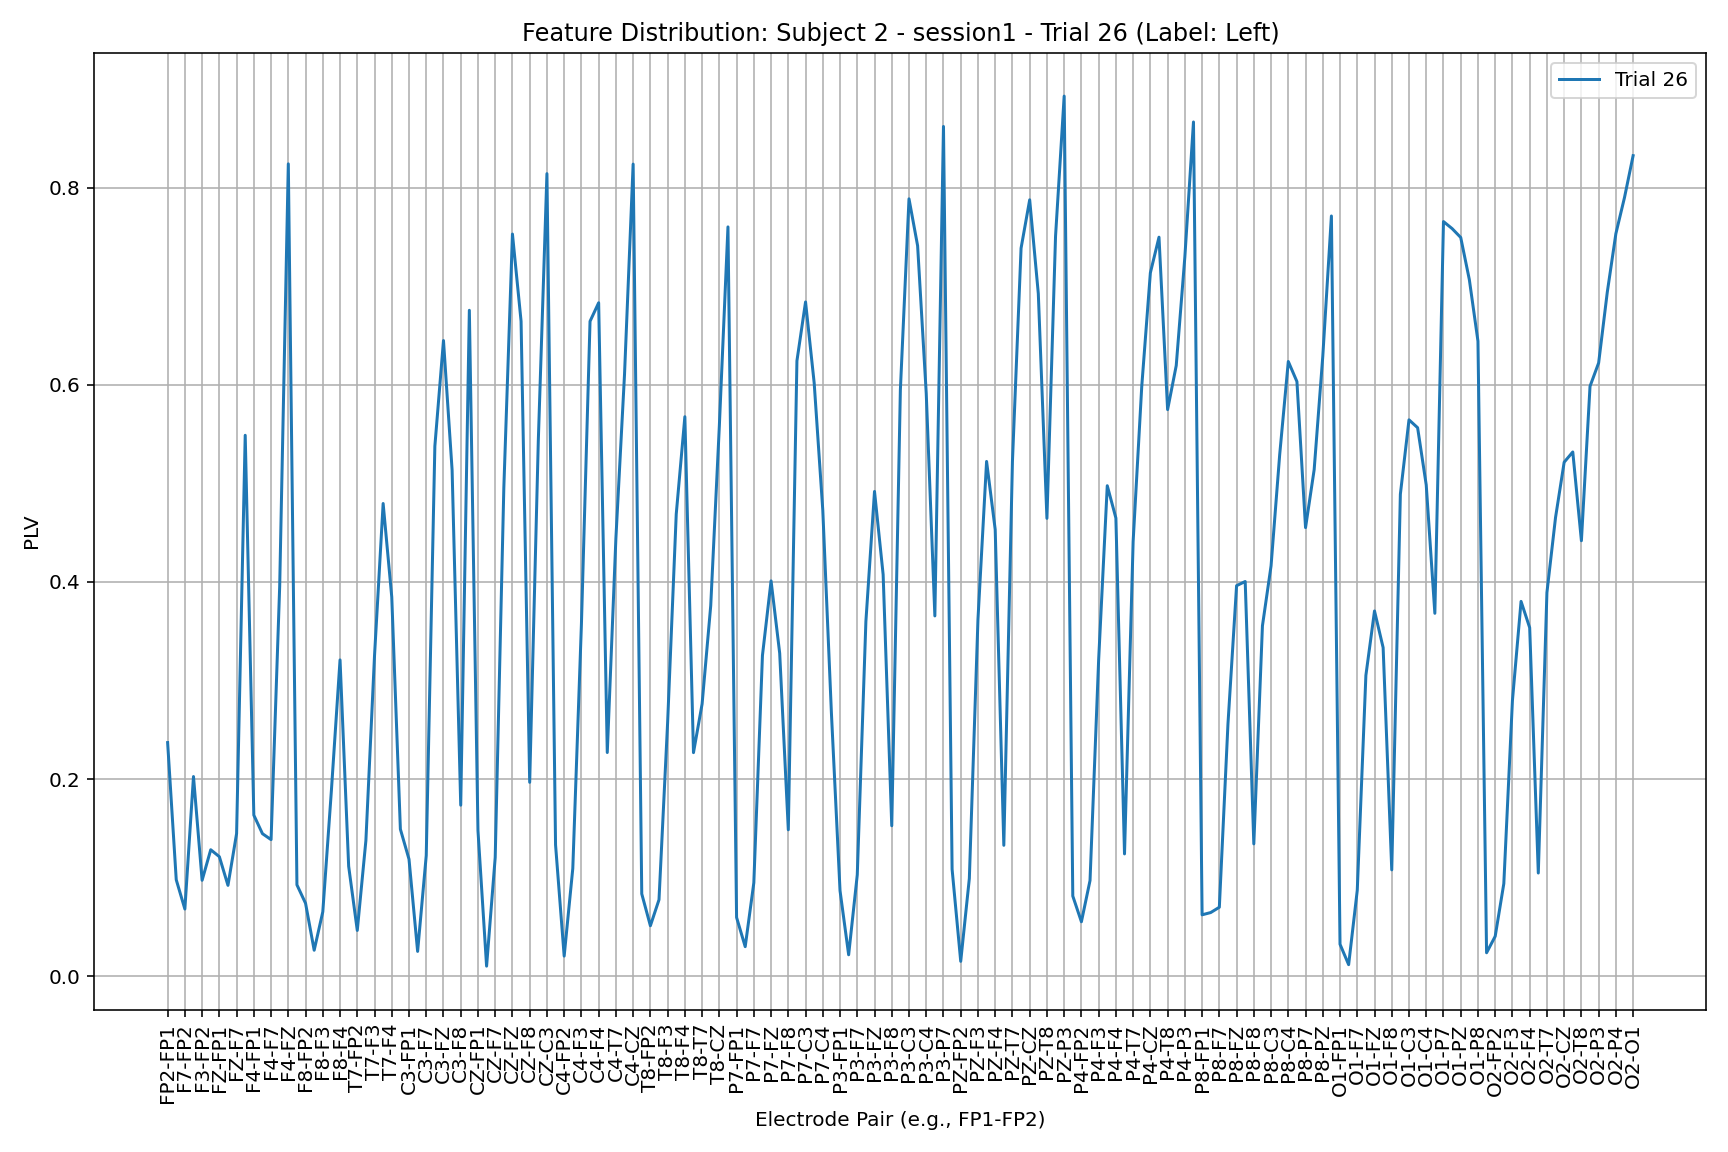 Feature Distribution: Subject 2 - session1 - Trial 26 (Label: Left)
Trial 26
PLV
0.8
0.6
0.4
0.2
0.0
FP2-FP1
F7-FP2
F3-FP2
FZ-FP1
FZ-F7
F4-FP1
F4-F7
F4-FZ
F8-FP2
F8-F3
F8-F4
T7-FP2
T7-F3
T7-F4
C3-FP1
C3-F7
C3-FZ
C3-F8
CZ-FP1
CZ-F7
CZ-FZ
CZ-F8
CZ-C3
C4-FP2
C4-F3
C4-F4
C4-T7
C4-CZ
T8-FP2
T8-F3
T8-F4
T8-T7
T8-CZ
P7-FP1
P7-F7
P7-FZ
P7-F8
P7-C3
P7-C4
P3-FP1
P3-F7
P3-FZ
P3-F8
P3-C3
P3-C4
P3-P7
PZ-FP2
PZ-F3
PZ-F4
PZ-T7
PZ-CZ
PZ-T8
PZ-P3
P4-FP2
P4-F3
P4-F4
P4-T7
P4-CZ
P4-T8
P4-P3
P8-FP1
P8-F7
P8-FZ
P8-F8
P8-C3
P8-C4
P8-P7
P8-PZ
O1-FP1
O1-F7
O1-FZ
O1-F8
O1-C3
O1-C4
O1-P7
O1-PZ
O1-P8
O2-FP2
O2-F3
O2-F4
O2-T7
O2-CZ
O2-T8
O2-P3
O2-P4
O2-O1
Electrode Pair (e.g., FP1-FP2)